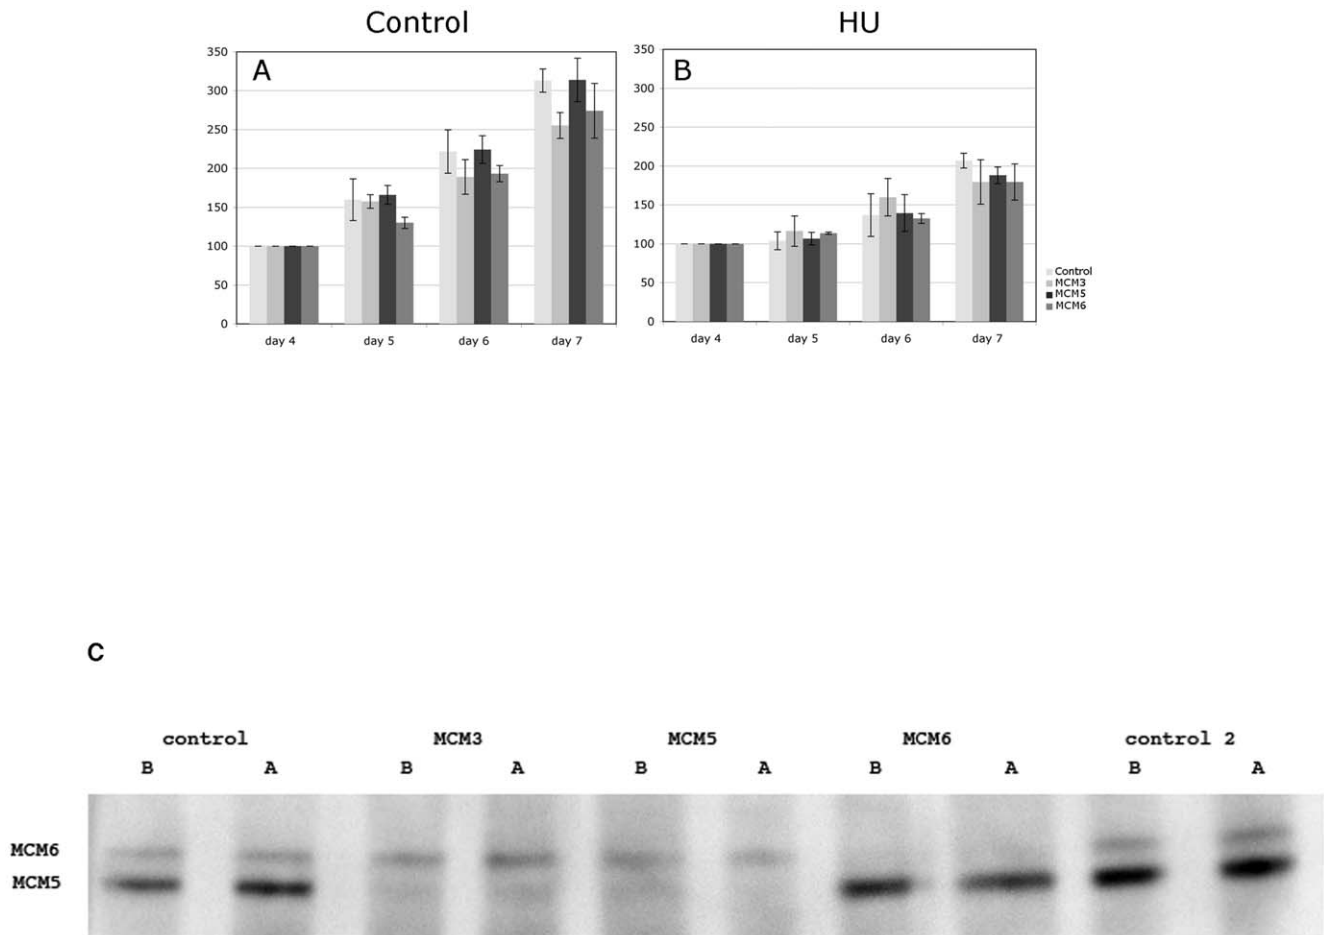 Control
HU
A
B
350
300
250
200
150
100
50
0
day 4
day 5
day 6
day 7
350
300
250
200
150
100
50
0
day 4
day 5
day 6
day 7
Control
MCM3
MCM5
MCM6
C
control MCM3 MCM5 MCM6 control 2
B A B A B A B A B A
MCM6
MCM5